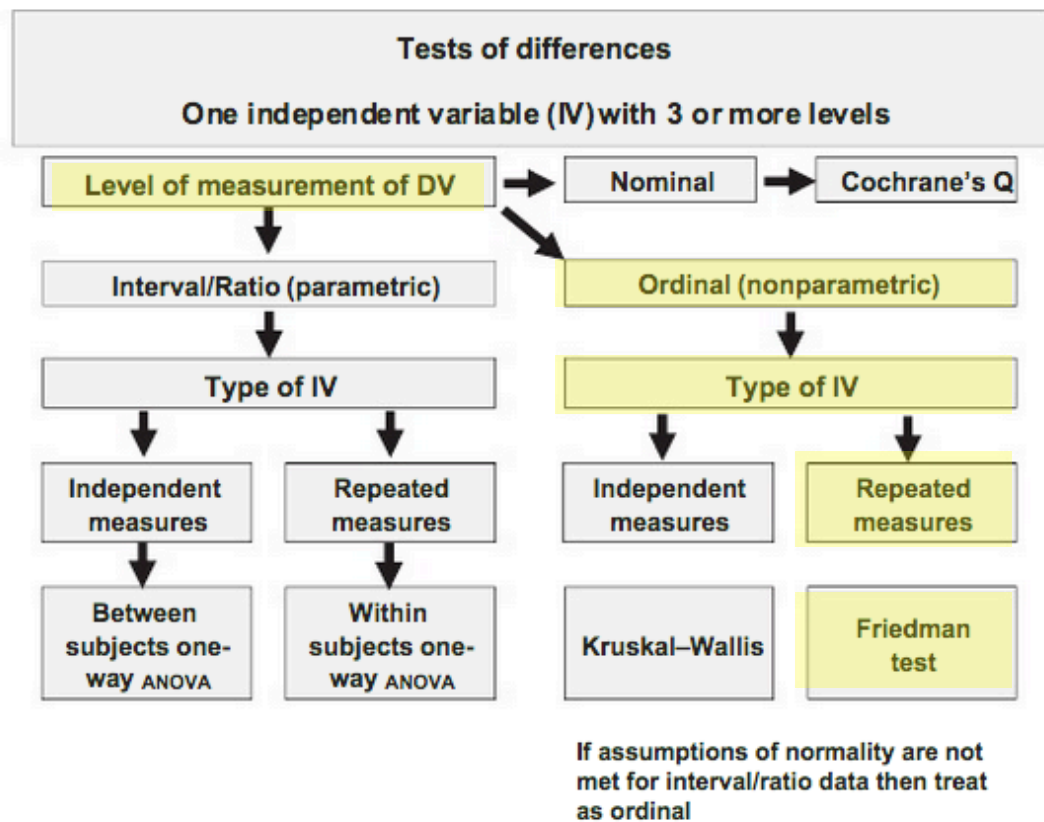 Tests of differences
One independent variable (IV) with 3 or more levels
Level of measurement of DV
Nominal
Cochrane's Q
Interval/Ratio (parametric)
Ordinal (nonparametric)
Type of IV
Type of IV
Independent
measures
Repeated
measures
Independent
measures
Repeated
measures
Between
subjects one-
way ANOVA
Within
subjects one-
way ANOVA
Kruskal–Wallis
Friedman
test
If assumptions of normality are not
met for interval/ratio data then treat
as ordinal